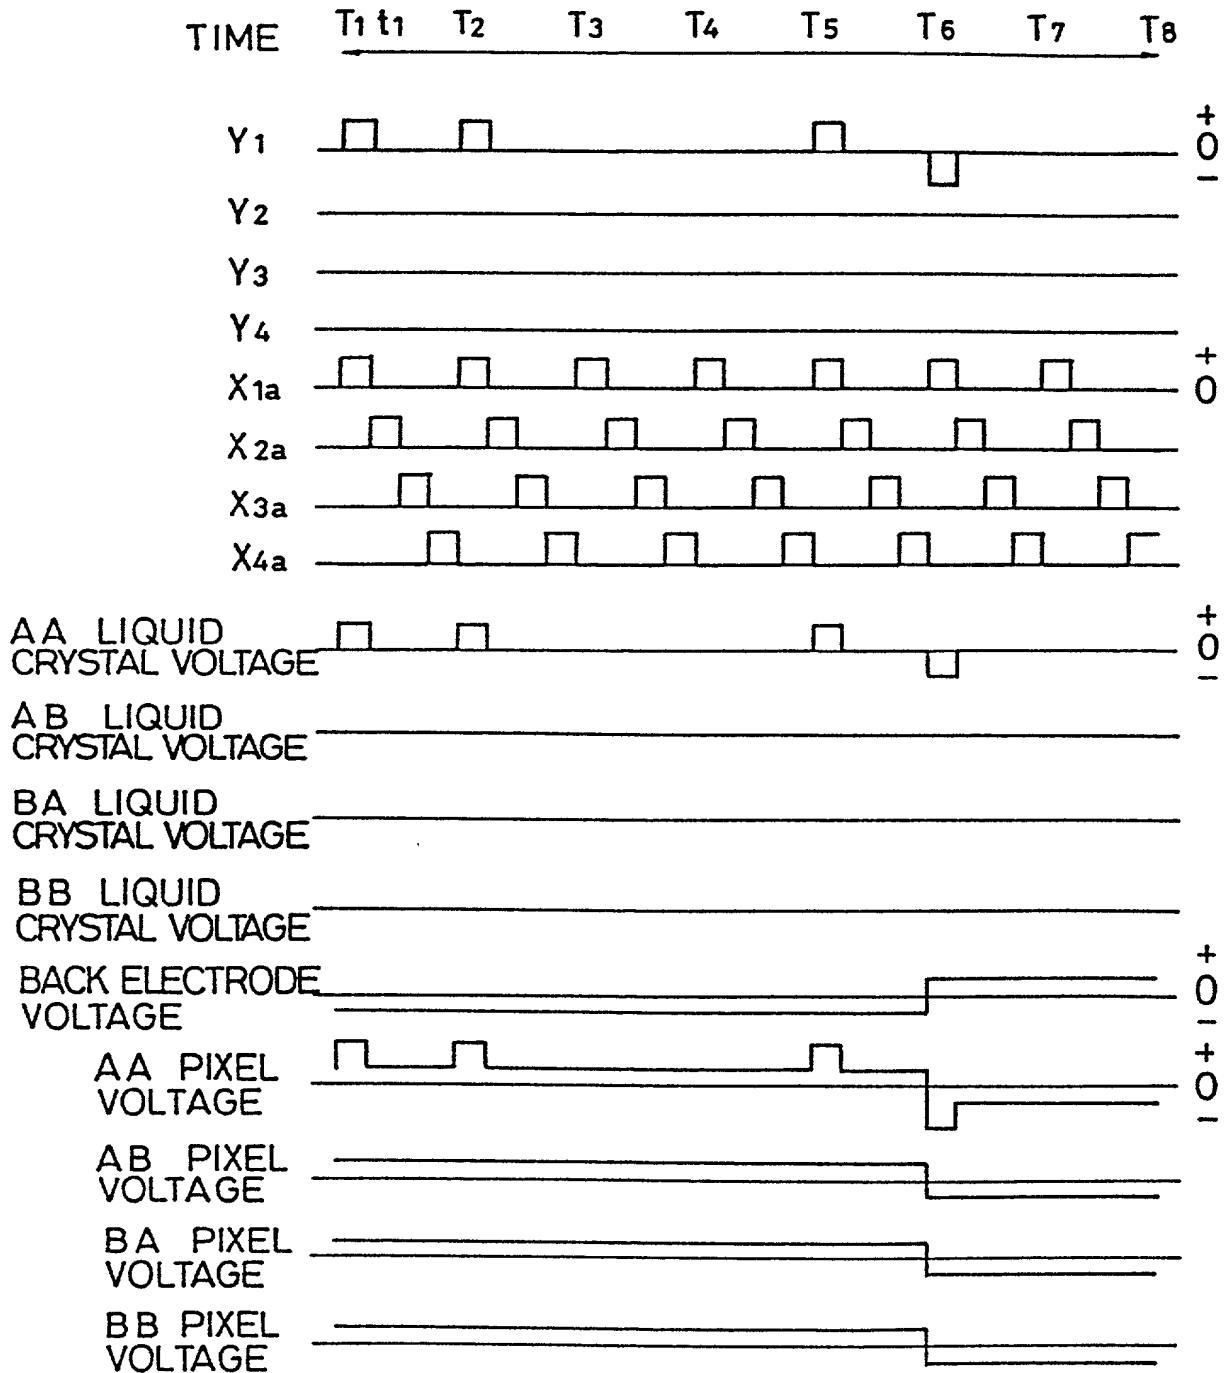 TIME T1 t1 T2 T3 T4 T5 T6 T7 T8
Y1 + 0 −
Y2
Y3
Y4
X1a + 0
X2a
X3a
X4a
AA LIQUID
CRYSTAL VOLTAGE + 0 −
AB LIQUID
CRYSTAL VOLTAGE
BA LIQUID
CRYSTAL VOLTAGE
BB LIQUID
CRYSTAL VOLTAGE
BACK ELECTRODE
VOLTAGE + 0 −
AA PIXEL
VOLTAGE + 0 −
AB PIXEL
VOLTAGE
BA PIXEL
VOLTAGE
BB PIXEL
VOLTAGE